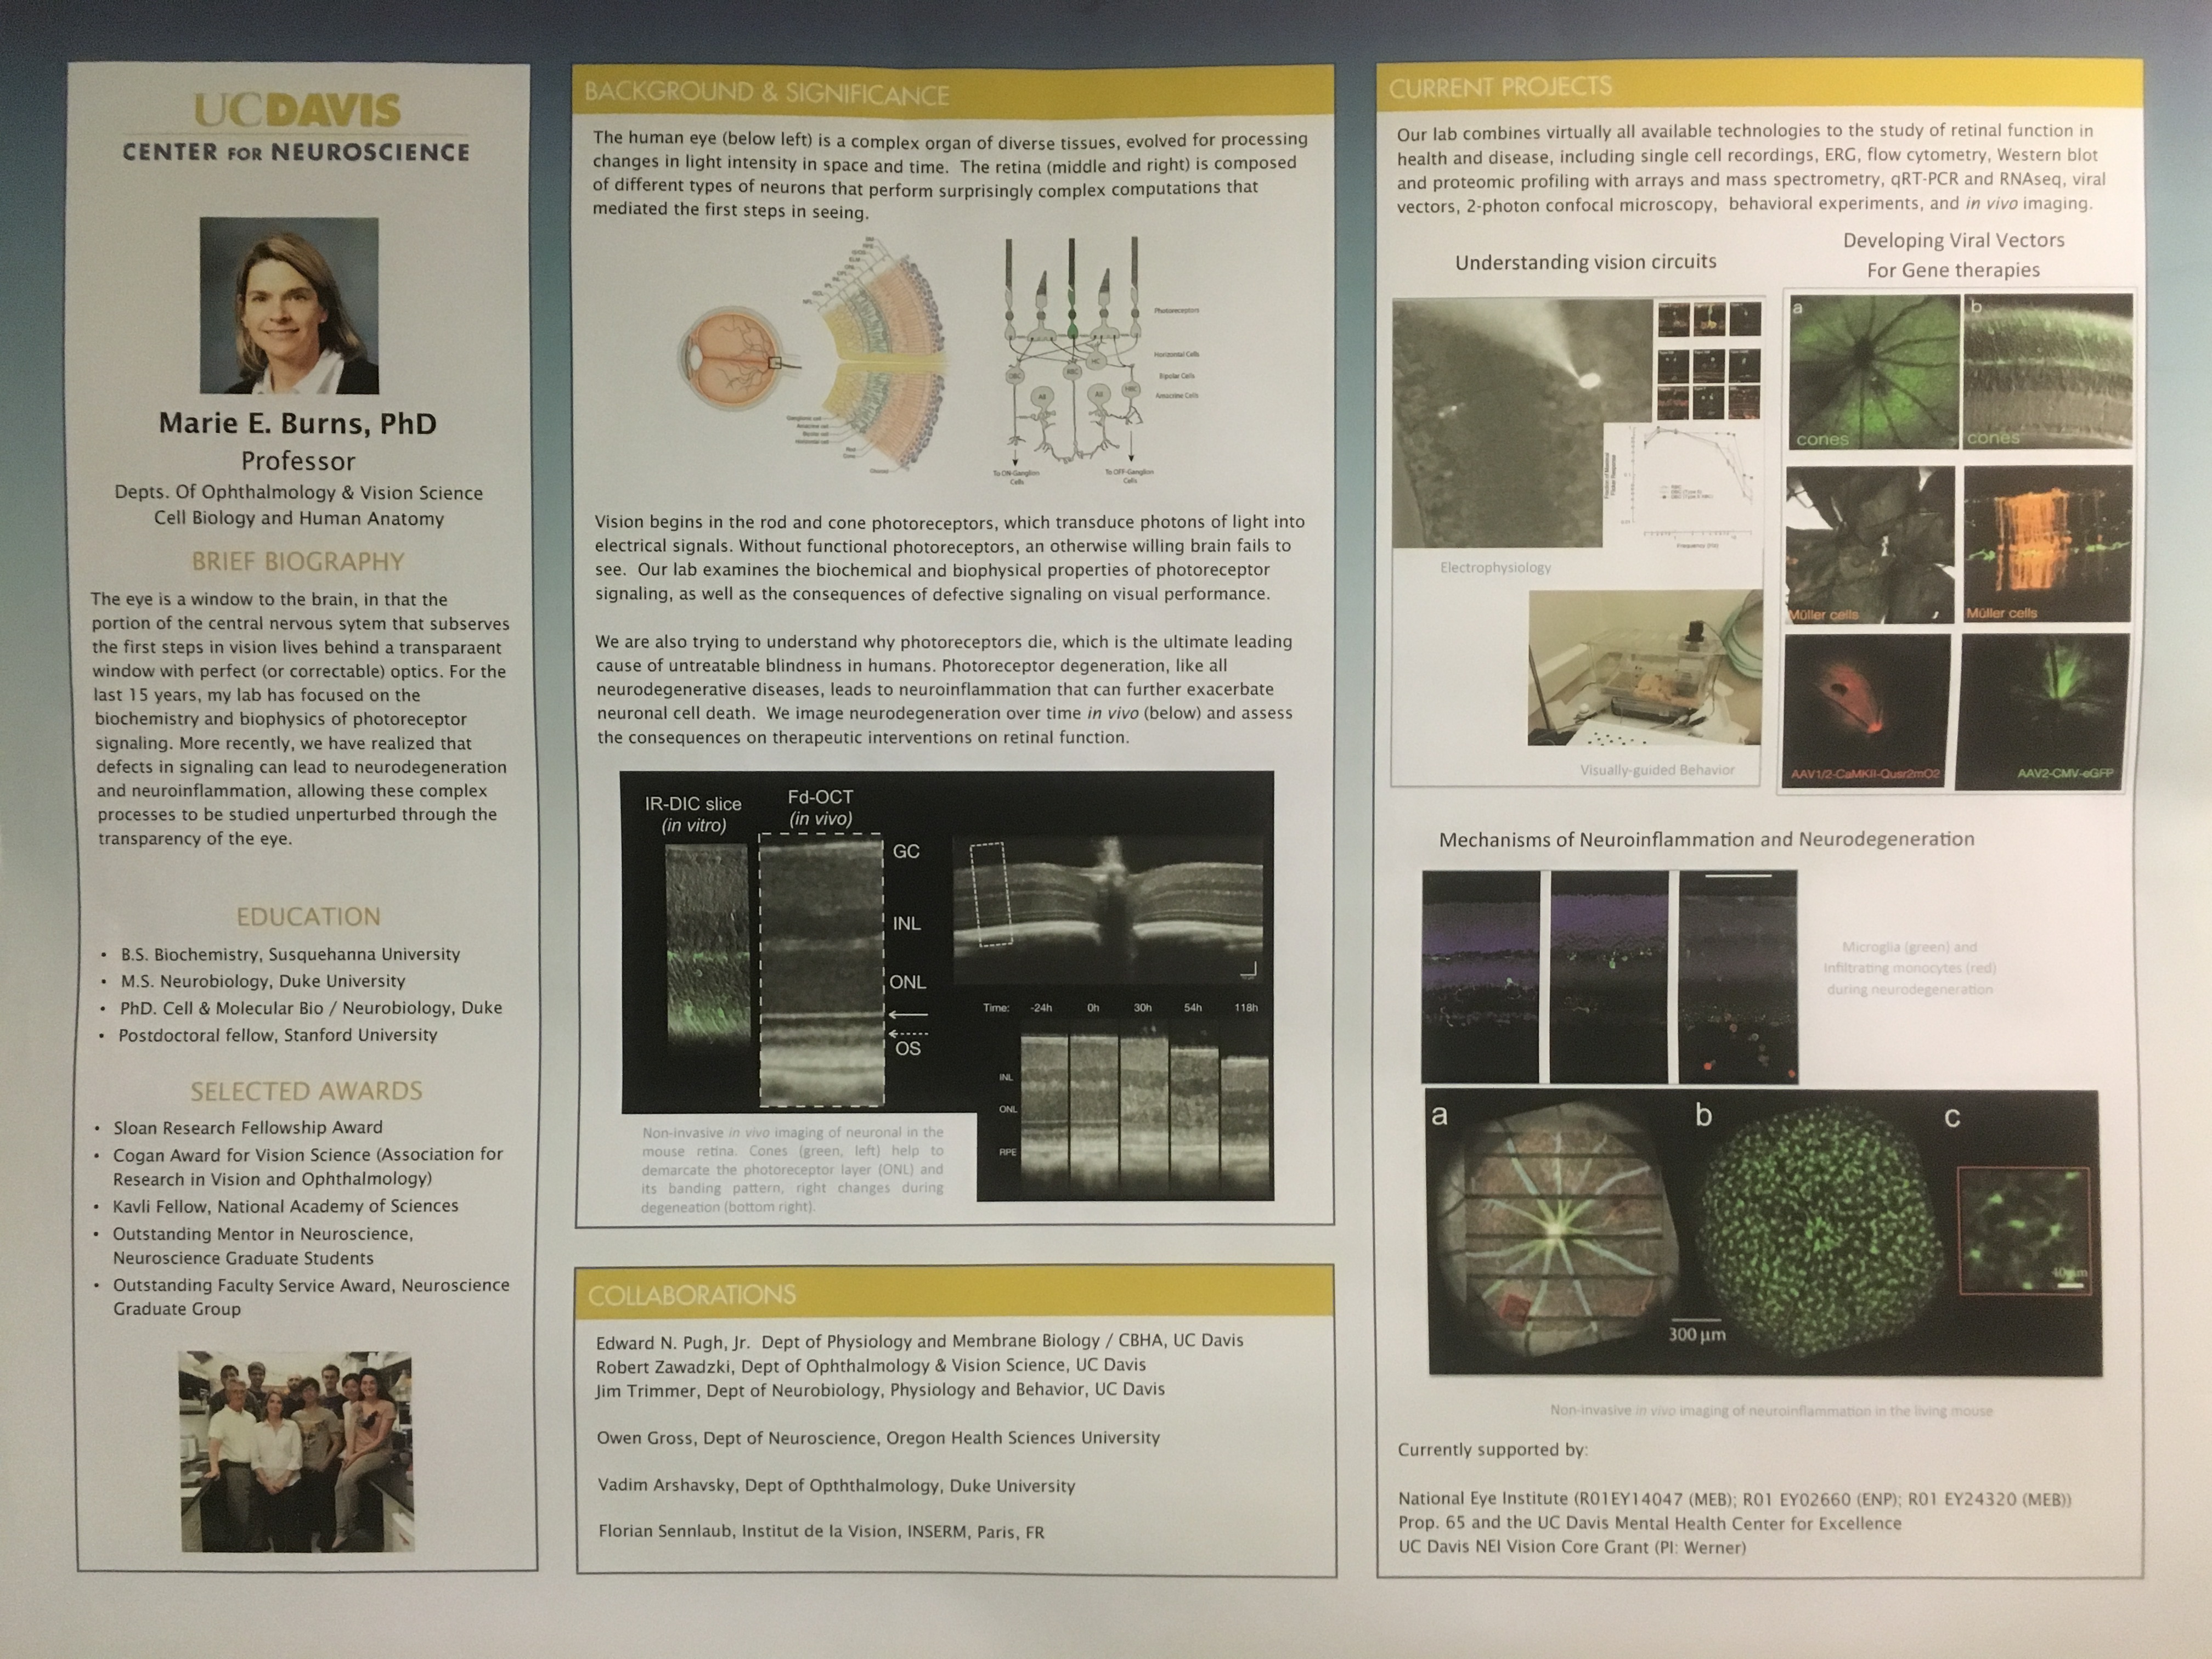 UCDAVIS
CENTER FOR NEUROSCIENCE
Marie E. Burns, PhD
Professor
Depts. Of Ophthalmology & Vision Science
Cell Biology and Human Anatomy
BRIEF BIOGRAPHY
The eye is a window to the brain, in that the
portion of the central nervous sytem that subserves
the first steps in vision lives behind a transparaent
window with perfect (or correctable) optics. For the
last 15 years, my lab has focused on the
biochemistry and biophysics of photoreceptor
signaling. More recently, we have realized that
defects in signaling can lead to neurodegeneration
and neuroinflammation, allowing these complex
processes to be studied unperturbed through the
transparency of the eye.
EDUCATION
• B.S. Biochemistry, Susquehanna University
• M.S. Neurobiology, Duke University
• PhD. Cell & Molecular Bio / Neurobiology, Duke
• Postdoctoral fellow, Stanford University
SELECTED AWARDS
• Sloan Research Fellowship Award
• Cogan Award for Vision Science (Association for
Research in Vision and Ophthalmology)
• Kavli Fellow, National Academy of Sciences
• Outstanding Mentor in Neuroscience,
Neuroscience Graduate Students
• Outstanding Faculty Service Award, Neuroscience
Graduate Group
BACKGROUND & SIGNIFICANCE
The human eye (below left) is a complex organ of diverse tissues, evolved for processing
changes in light intensity in space and time. The retina (middle and right) is composed
of different types of neurons that perform surprisingly complex computations that
mediated the first steps in seeing.
Photoreceptors
Horizontal Cells
Bipolar Cells
Amacrine Cells
HC
RBC
HBC
AII
AII
To ON-Ganglion
Cells
To OFF-Ganglion
Cells
Vision begins in the rod and cone photoreceptors, which transduce photons of light into
electrical signals. Without functional photoreceptors, an otherwise willing brain fails to
see. Our lab examines the biochemical and biophysical properties of photoreceptor
signaling, as well as the consequences of defective signaling on visual performance.
We are also trying to understand why photoreceptors die, which is the ultimate leading
cause of untreatable blindness in humans. Photoreceptor degeneration, like all
neurodegenerative diseases, leads to neuroinflammation that can further exacerbate
neuronal cell death. We image neurodegeneration over time in vivo (below) and assess
the consequences on therapeutic interventions on retinal function.
IR-DIC slice
(in vitro)
Fd-OCT
(in vivo)
GC
INL
ONL
OS
Time: -24h 0h 30h 54h 118h
INL
ONL
RPE
Non-invasive in vivo imaging of neuronal in the
mouse retina. Cones (green, left) help to
demarcate the photoreceptor layer (ONL) and
its banding pattern, right changes during
degeneation (bottom right).
COLLABORATIONS
Edward N. Pugh, Jr. Dept of Physiology and Membrane Biology / CBHA, UC Davis
Robert Zawadzki, Dept of Ophthalmology & Vision Science, UC Davis
Jim Trimmer, Dept of Neurobiology, Physiology and Behavior, UC Davis
Owen Gross, Dept of Neuroscience, Oregon Health Sciences University
Vadim Arshavsky, Dept of Opththalmology, Duke University
Florian Sennlaub, Institut de la Vision, INSERM, Paris, FR
CURRENT PROJECTS
Our lab combines virtually all available technologies to the study of retinal function in
health and disease, including single cell recordings, ERG, flow cytometry, Western blot
and proteomic profiling with arrays and mass spectrometry, qRT-PCR and RNAseq, viral
vectors, 2-photon confocal microscopy, behavioral experiments, and in vivo imaging.
Understanding vision circuits
Frequency (Hz)
Electrophysiology
Visually-guided Behavior
Developing Viral Vectors
For Gene therapies
a
b
cones
cones
Müller cells
Müller cells
AAV1/2-CaMKII-Qusr2mO2
AAV2-CMV-eGFP
Mechanisms of Neuroinflammation and Neurodegeneration
Microglia (green) and
Infiltrating monocytes (red)
during neurodegeneration
a
b
c
300 µm
40µm
Non-invasive in vivo imaging of neuroinflammation in the living mouse
Currently supported by:
National Eye Institute (R01EY14047 (MEB); R01 EY02660 (ENP); R01 EY24320 (MEB))
Prop. 65 and the UC Davis Mental Health Center for Excellence
UC Davis NEI Vision Core Grant (PI: Werner)